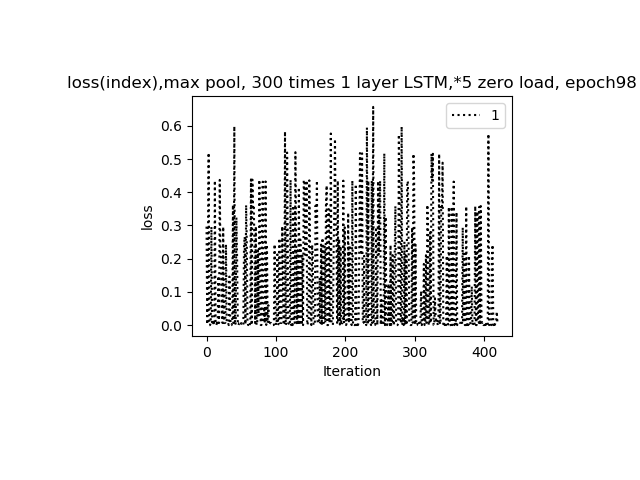 loss(index),max pool, 300 times 1 layer LSTM,*5 zero load, epoch98
1
0.6
0.5
0.4
0.3
0.2
0.1
0.0
loss
0 100 200 300 400
Iteration